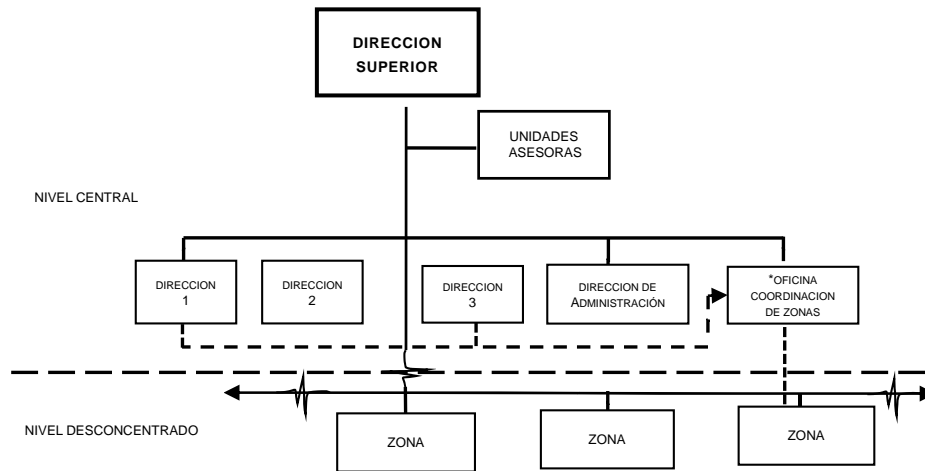 DIRECCION
SUPERIOR
UNIDADES
ASESORAS
NIVEL CENTRAL
DIRECCION
1
DIRECCION
2
DIRECCION
3
DIRECCION DE
ADMINISTRACIÓN
*OFICINA
COORDINACION
DE ZONAS
NIVEL DESCONCENTRADO
ZONA
ZONA
ZONA